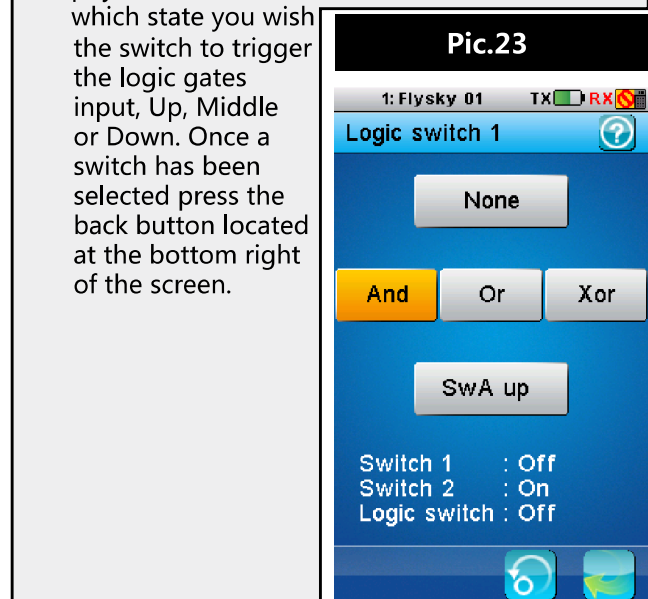 which state you wish
the switch to trigger
the logic gates
input, Up, Middle
or Down. Once a
switch has been
selected press the
back button located
at the bottom right
of the screen.
Pic.23
1: Flysky 01 TX RX
Logic switch 1 ?
None
And Or Xor
SwA up
Switch 1 : Off
Switch 2 : On
Logic switch : Off